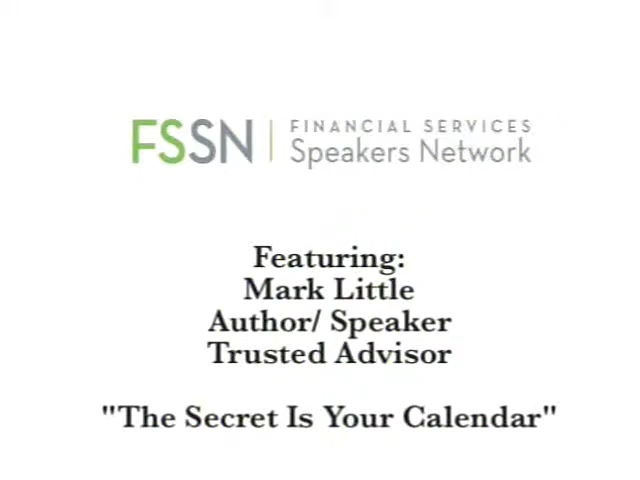 FSSN | FINANCIAL SERVICES
Speakers Network
Featuring:
Mark Little
Author/ Speaker
Trusted Advisor
"The Secret Is Your Calendar"